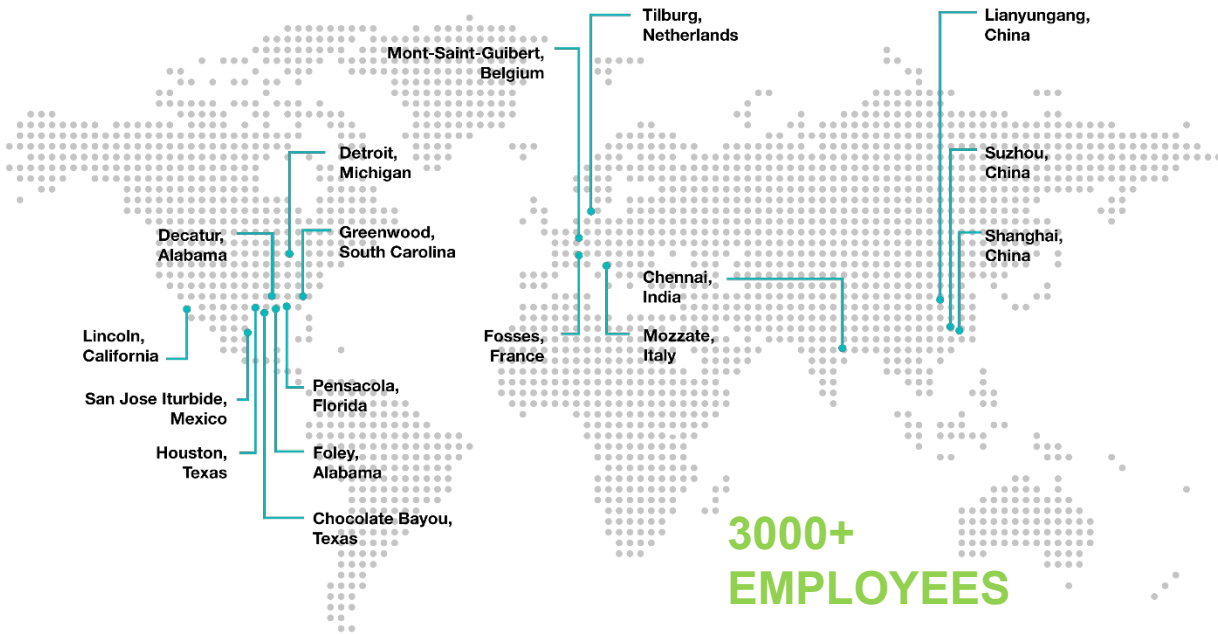 Tilburg,
Netherlands
Lianyungang,
China
Mont-Saint-Guibert,
Belgium
Detroit,
Michigan
Suzhou,
China
Decatur,
Alabama
Greenwood,
South Carolina
Shanghai,
China
Chennai,
India
Lincoln,
California
Fosses,
France
Mozzate,
Italy
San Jose Iturbide,
Mexico
Pensacola,
Florida
Houston,
Texas
Foley,
Alabama
Chocolate Bayou,
Texas
3000+
EMPLOYEES